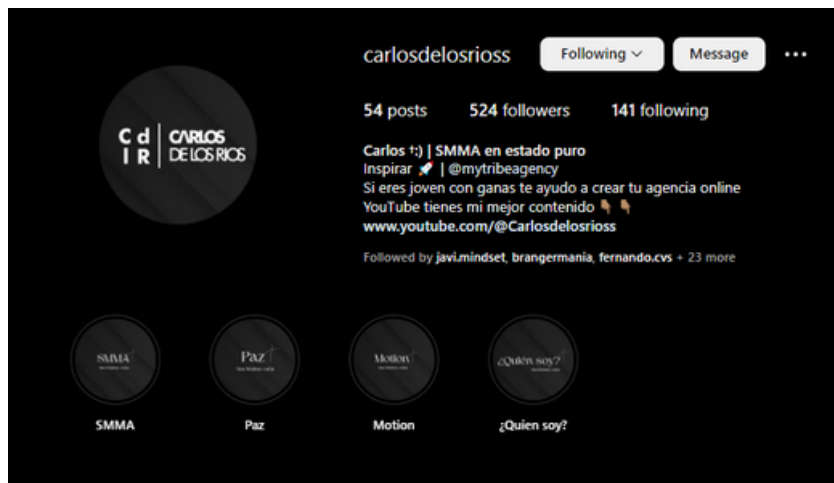 carlosdelosrioss Following Message
54 posts 524 followers 141 following
C d CARLOS
I R DE LOS RIOS
Carlos †:) | SMMA en estado puro
Inspirar 🚀 | @mytribeagency
Si eres joven con ganas te ayudo a crear tu agencia online
YouTube tienes mi mejor contenido 👇🏽 👇🏽
www.youtube.com/@Carlosdelosrioss
Followed by javi.mindset, brangermania, fernando.cvs + 23 more
SMMA
Paz
Motion
¿Quién soy?
SMMA
Paz
Motion
¿Quien soy?